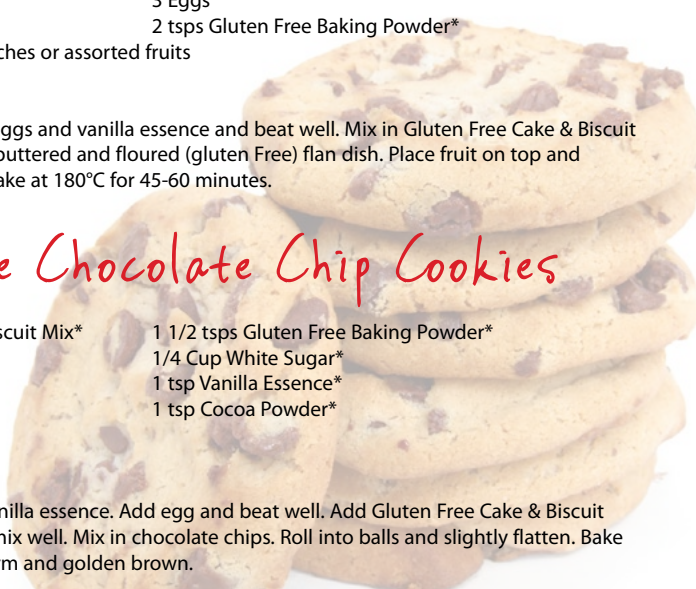 3 Eggs
2 tsps Gluten Free Baking Powder*
ches or assorted fruits
ggs and vanilla essence and beat well. Mix in Gluten Free Cake & Biscuit
buttered and floured (gluten Free) flan dish. Place fruit on top and
ake at 180°C for 45-60 minutes.
e Chocolate Chip Cookies
scuit Mix* 1 1/2 tsps Gluten Free Baking Powder*
1/4 Cup White Sugar*
1 tsp Vanilla Essence*
1 tsp Cocoa Powder*
nilla essence. Add egg and beat well. Add Gluten Free Cake & Biscuit
mix well. Mix in chocolate chips. Roll into balls and slightly flatten. Bake
rm and golden brown.